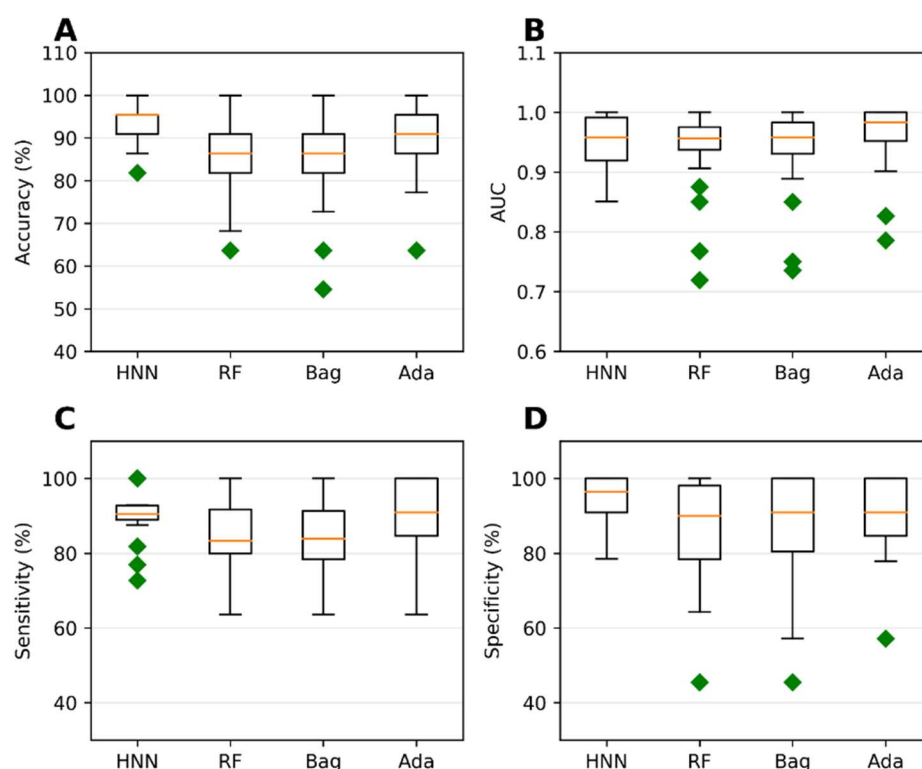 A
Accuracy (%)
110
100
90
80
70
60
50
40
HNN RF Bag Ada
B
AUC
1.1
1.0
0.9
0.8
0.7
0.6
HNN RF Bag Ada
C
Sensitivity (%)
100
80
60
40
HNN RF Bag Ada
D
Specificity (%)
100
80
60
40
HNN RF Bag Ada